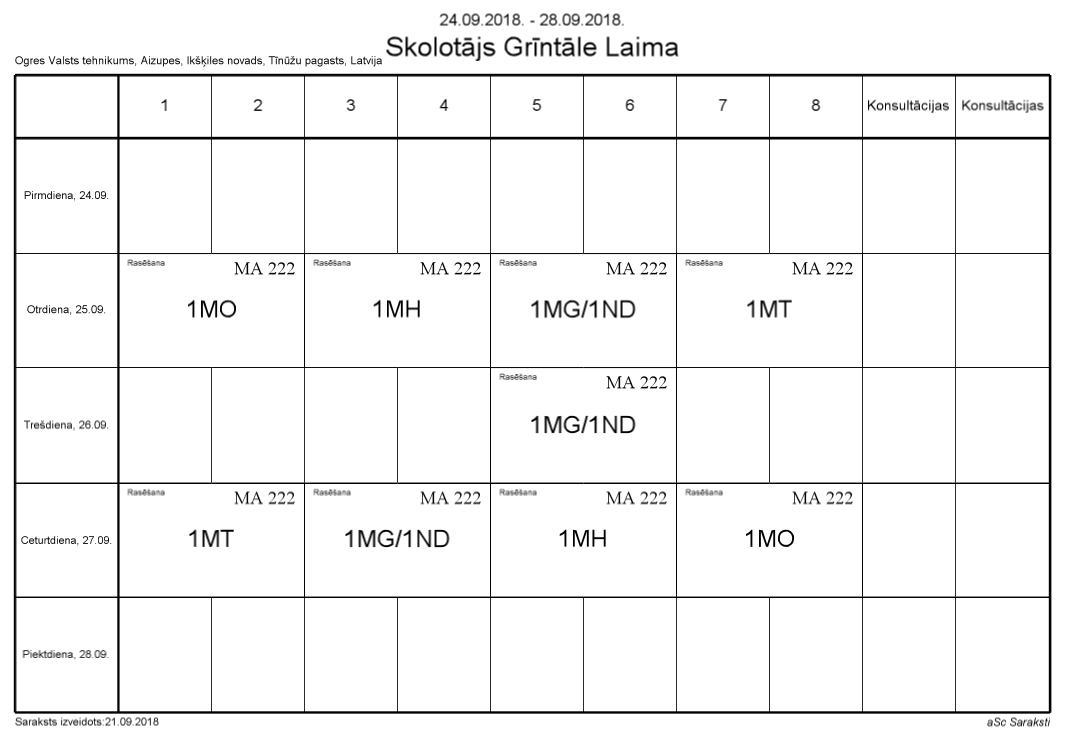 24.09.2018. - 28.09.2018.
Skolotājs Grīntāle Laima
Ogres Valsts tehnikums, Aizupes, Ikšķiles novads, Tīnūžu pagasts, Latvija
1 2 3 4 5 6 7 8 Konsultācijas Konsultācijas
Pirmdiena, 24.09.
Rasēšana MA 222 Rasēšana MA 222 Rasēšana MA 222 Rasēšana MA 222
Otrdiena, 25.09. 1MO 1MH 1MG/1ND 1MT
Rasēšana MA 222
Trešdiena, 26.09. 1MG/1ND
Rasēšana MA 222 Rasēšana MA 222 Rasēšana MA 222 Rasēšana MA 222
Ceturtdiena, 27.09. 1MT 1MG/1ND 1MH 1MO
Piektdiena, 28.09.
Saraksts izveidots:21.09.2018 aSc Saraksti